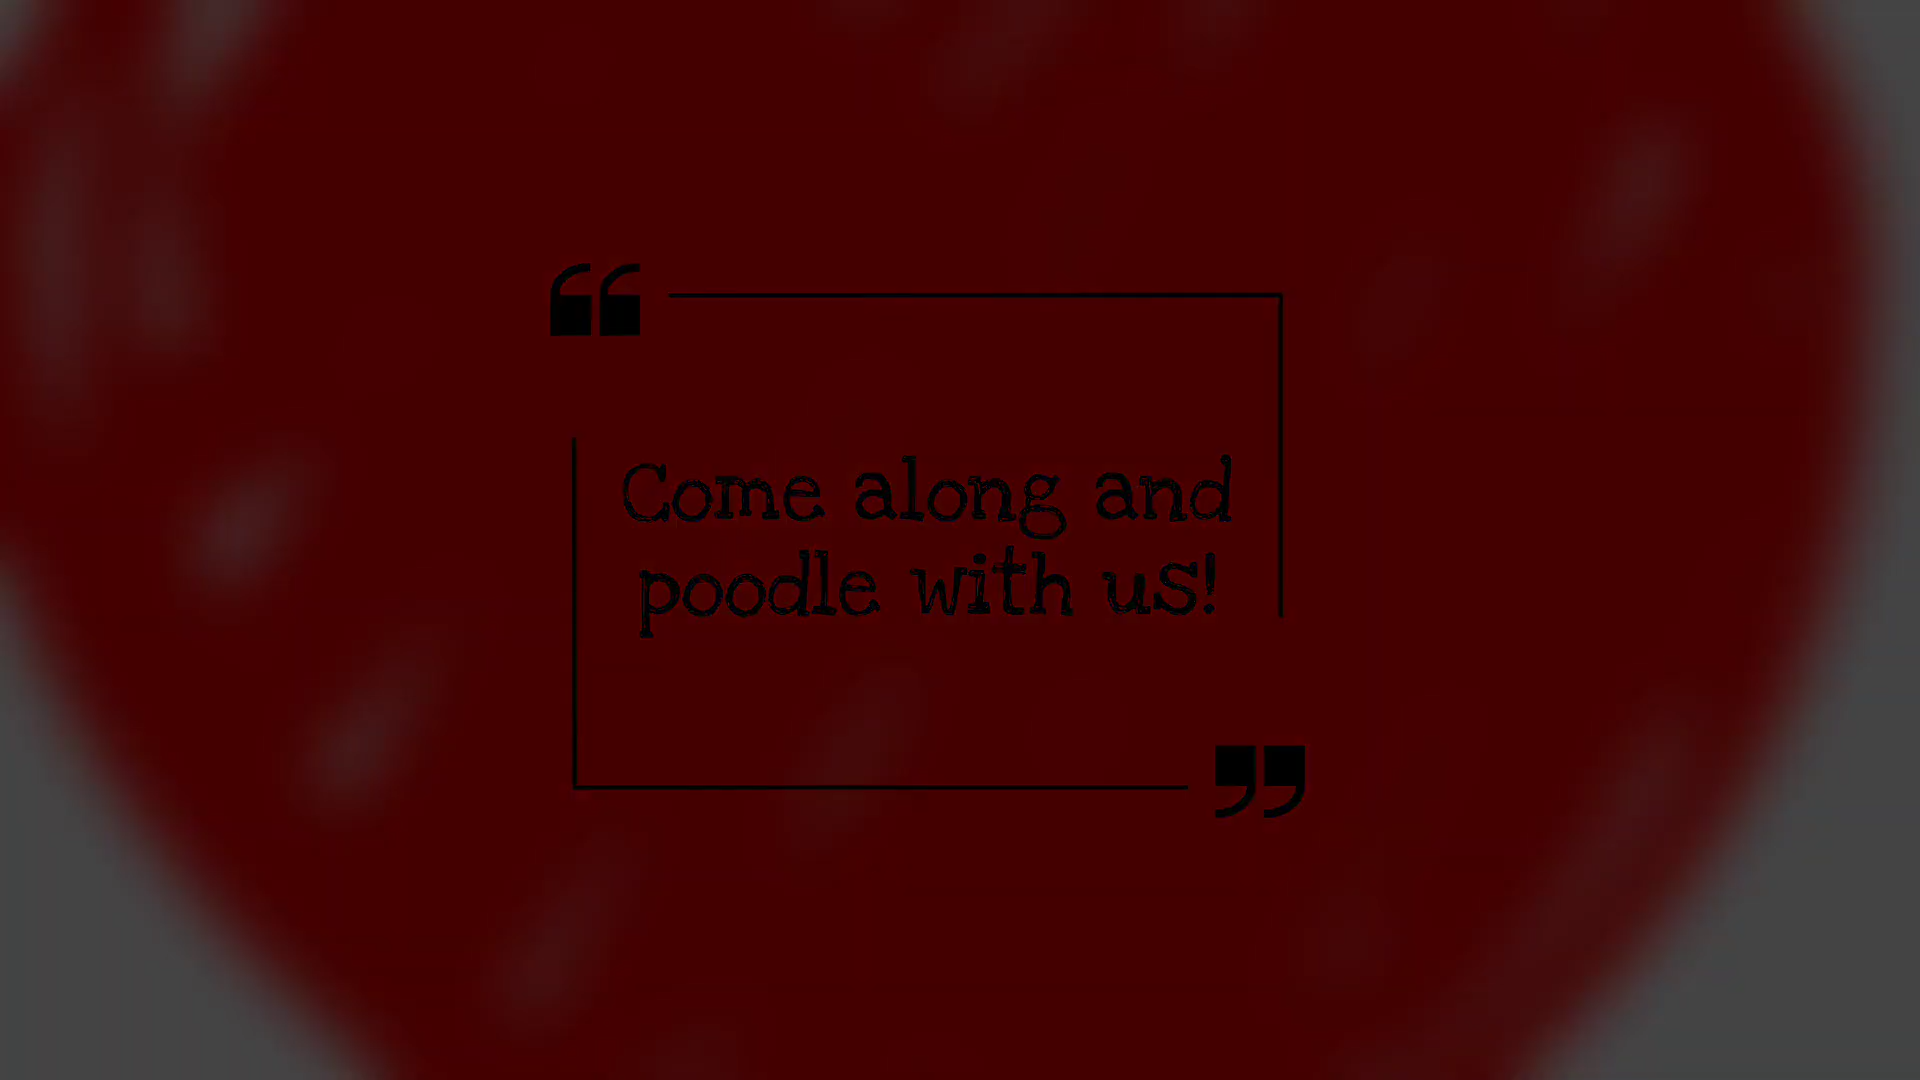 “
Come along and
poodle with us!
”